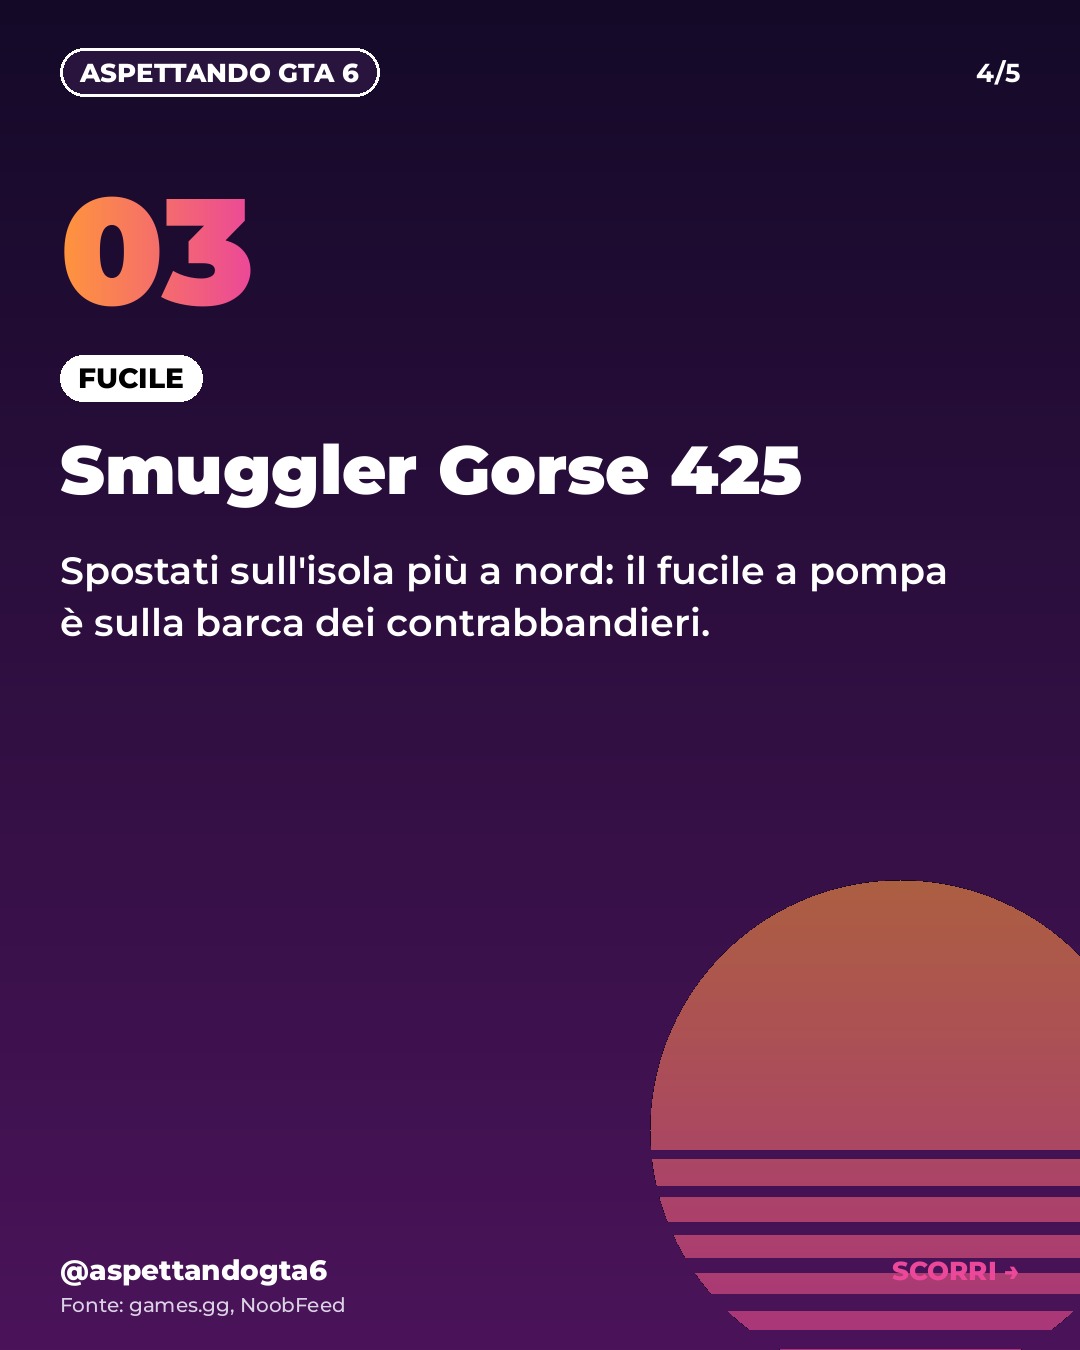 ASPETTANDO GTA 6
4/5
03
FUCILE
Smuggler Gorse 425
Spostati sull'isola più a nord: il fucile a pompa
è sulla barca dei contrabbandieri.
@aspettandogta6
SCORRI →
Fonte: games.gg, NoobFeed